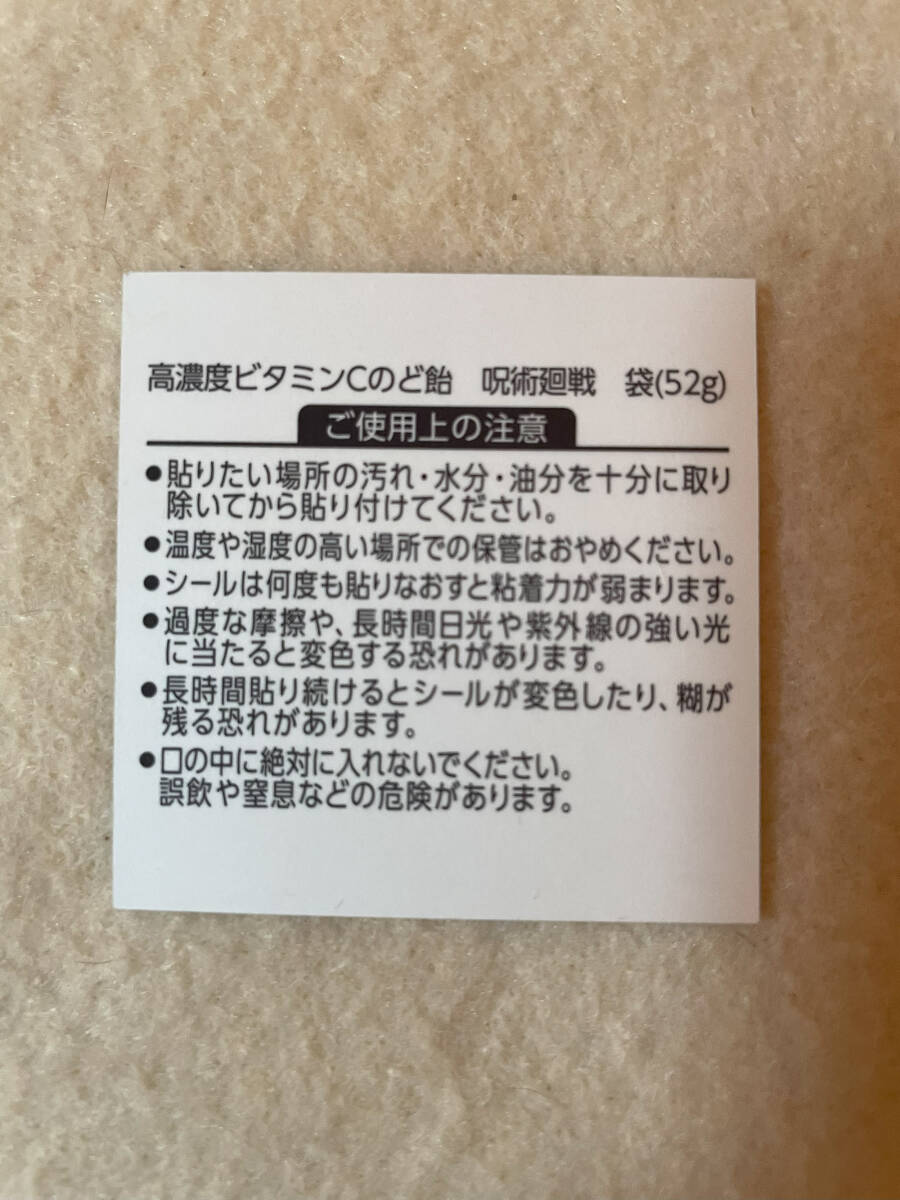 高濃度ビタミンCのど飴　呪術廻戦　袋(52g)
ご使用上の注意
●貼りたい場所の汚れ・水分・油分を十分に取り
除いてから貼り付けてください。
●温度や湿度の高い場所での保管はおやめください。
●シールは何度も貼りなおすと粘着力が弱まります。
●過度な摩擦や、長時間日光や紫外線の強い光
に当たると変色する恐れがあります。
●長時間貼り続けるとシールが変色したり、糊が
残る恐れがあります。
●口の中に絶対に入れないでください。
誤飲や窒息などの危険があります。